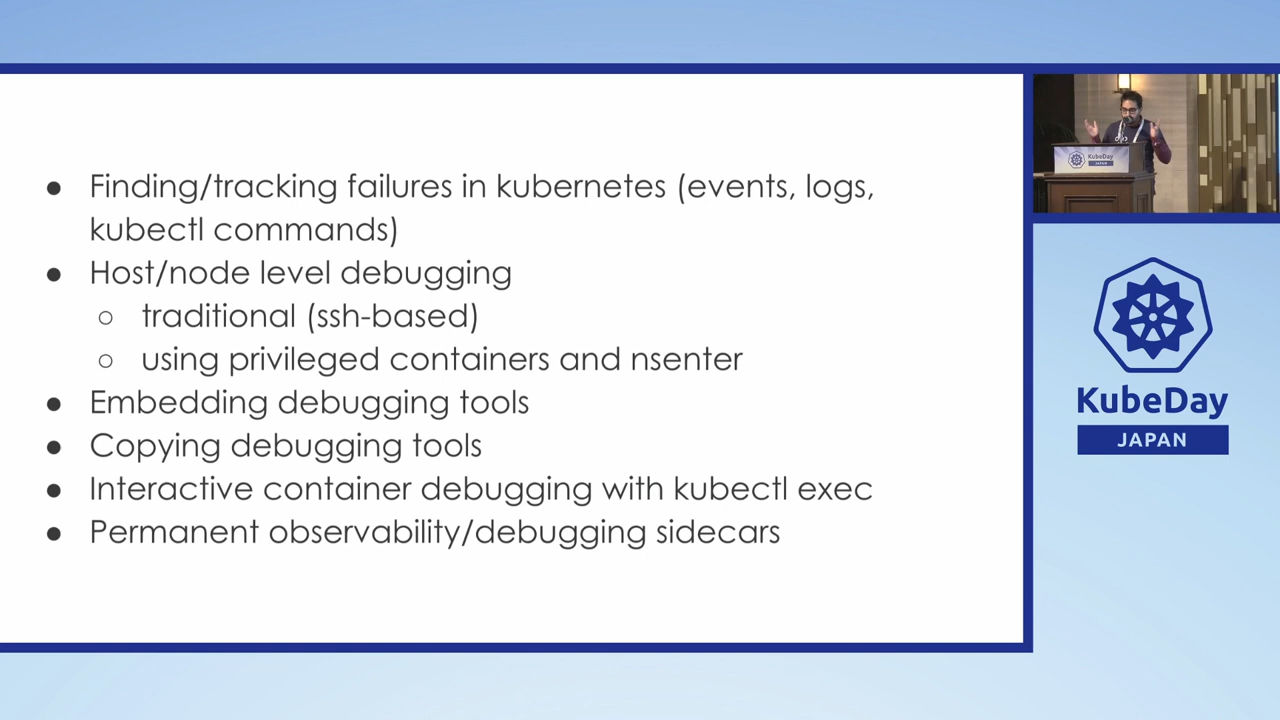 ● Finding/tracking failures in kubernetes (events, logs,
kubectl commands)
● Host/node level debugging
○ traditional (ssh-based)
○ using privileged containers and nsenter
● Embedding debugging tools
● Copying debugging tools
● Interactive container debugging with kubectl exec
● Permanent observability/debugging sidecars
KubeDay
JAPAN
KubeDay
JAPAN